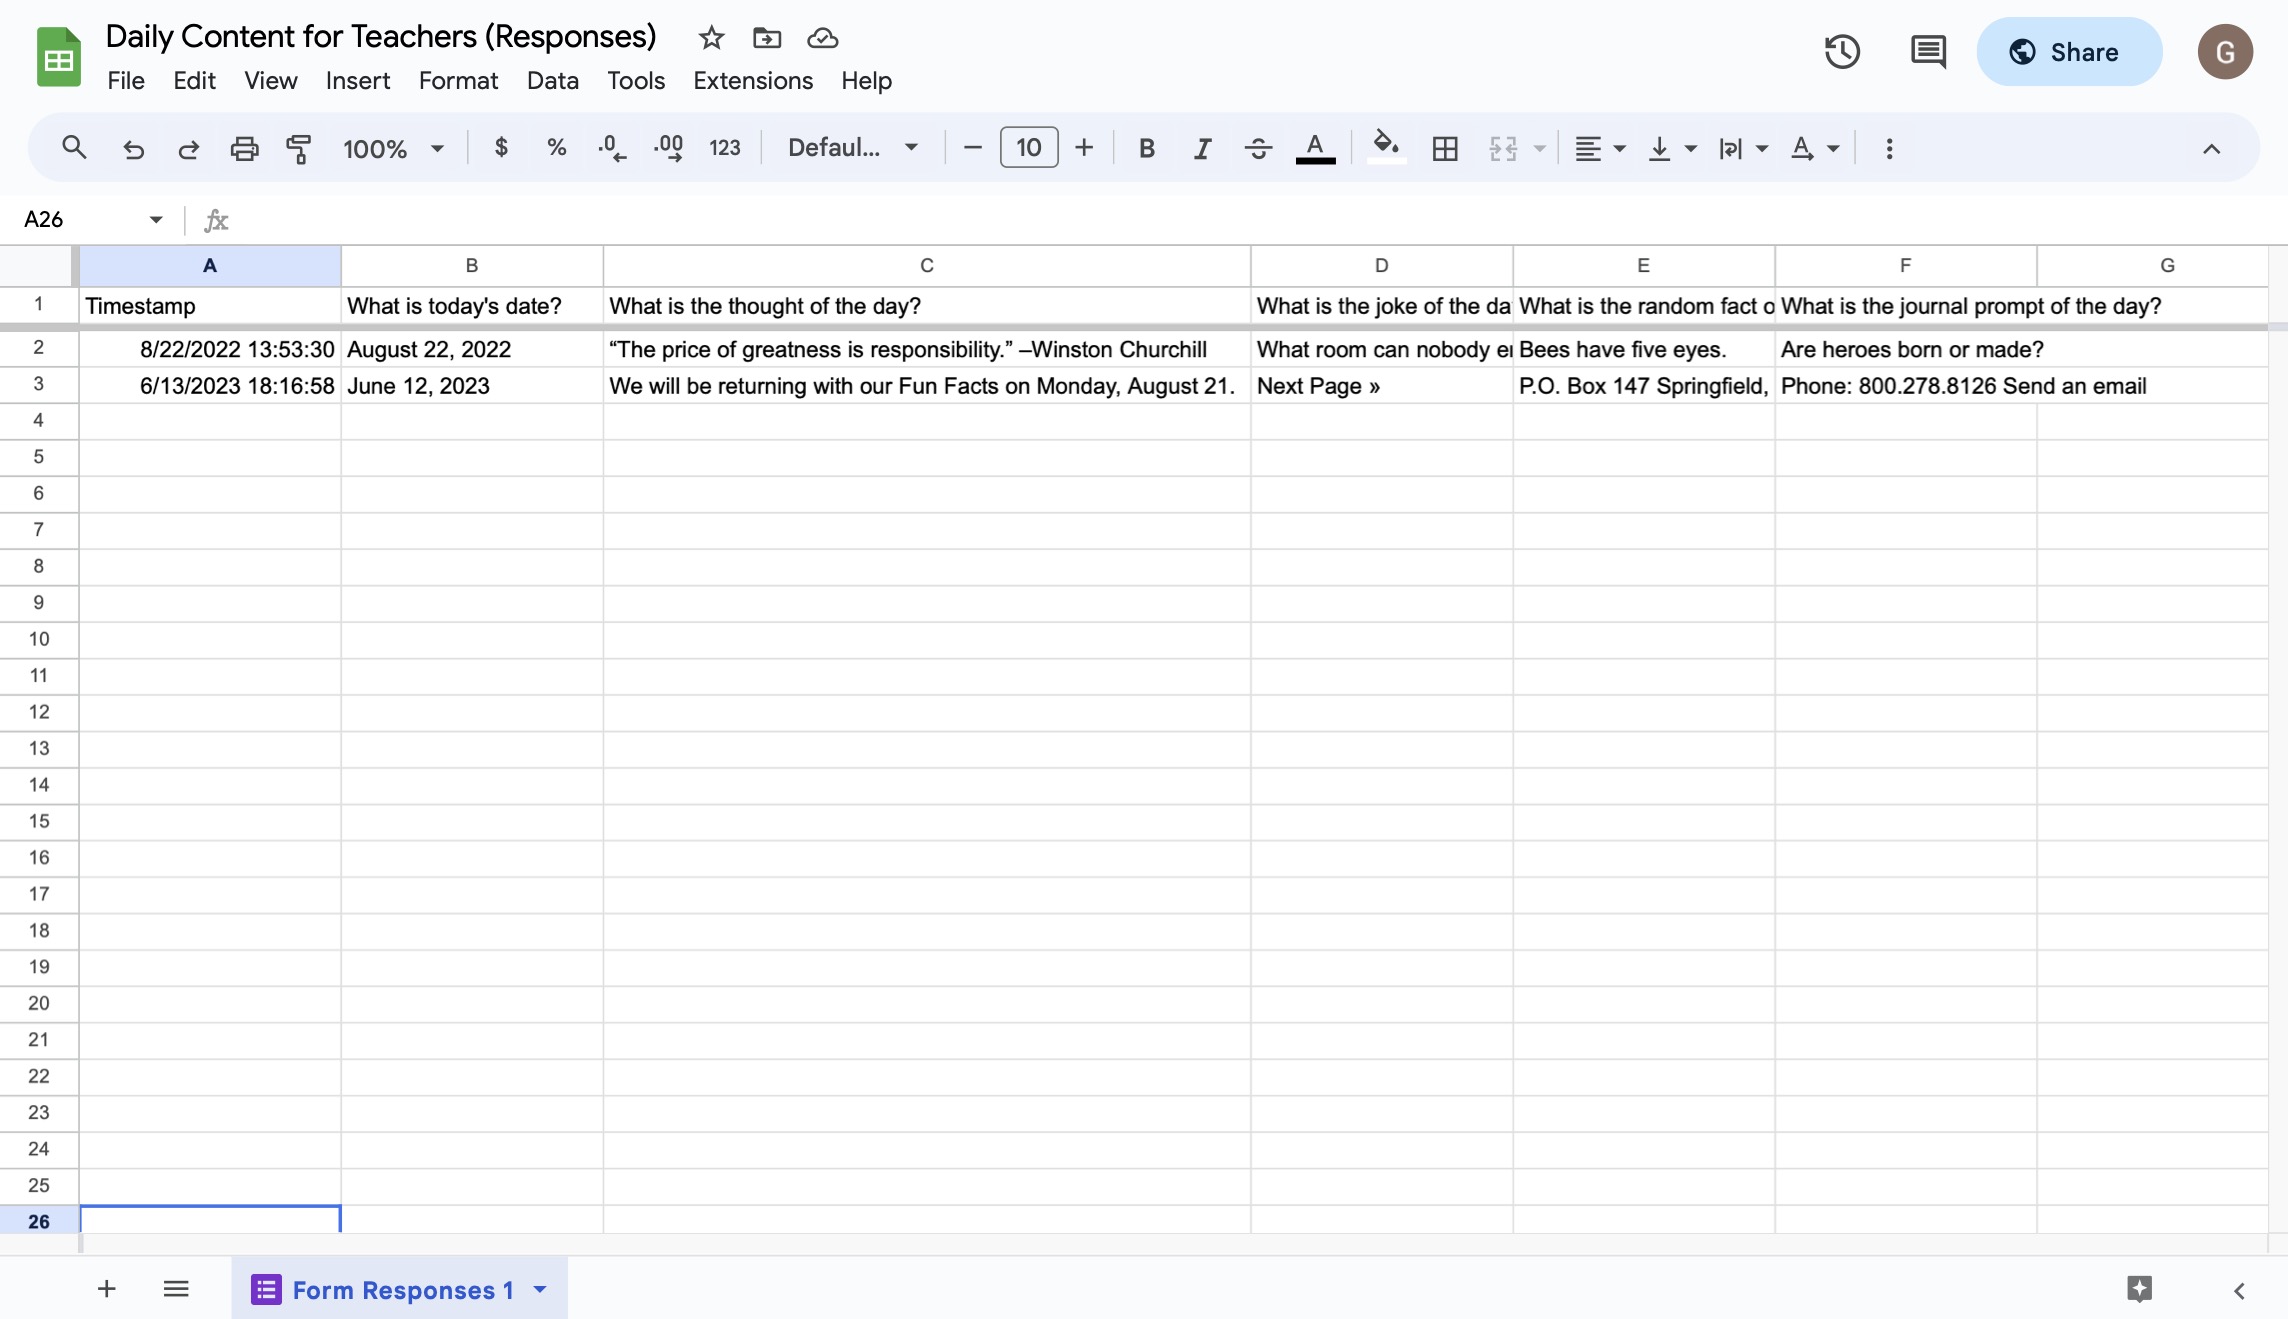 Daily Content for Teachers (Responses)
File Edit View Insert Format Data Tools Extensions Help
Share
G
100% $ % .0 .00 123 Defaul... − 10 + B I S A A
A26 fx
A B C D E F G
1 Timestamp What is today's date? What is the thought of the day? What is the joke of the da What is the random fact o What is the journal prompt of the day?
2 8/22/2022 13:53:30 August 22, 2022 “The price of greatness is responsibility.” –Winston Churchill What room can nobody Bees have five eyes. Are heroes born or made?
3 6/13/2023 18:16:58 June 12, 2023 We will be returning with our Fun Facts on Monday, August 21. Next Page » P.O. Box 147 Springfield, Phone: 800.278.8126 Send an email
4
5
6
7
8
9
10
11
12
13
14
15
16
17
18
19
20
21
22
23
24
25
26
Form Responses 1